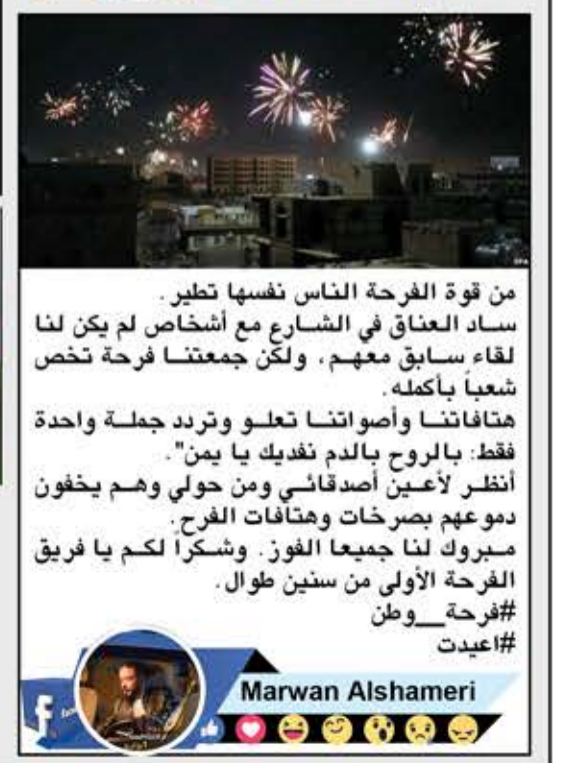 EPA
من قوة الفرحة الناس نفسها تطير.
ساد العناق في الشارع مع أشخاص لم يكن لنا
لقاء سابق معهم، ولكن جمعتنا فرحة تخص
شعباً بأكمله.
هتافاتنا وأصواتنا تعلو وتردد جملة واحدة
فقط: بالروح بالدم نفديك يا يمن".
أنظر لأعين أصدقائي ومن حولي وهم يخفون
دموعهم بصرخات وهتافات الفرح.
مبروك لنا جميعا الفوز. وشكراً لكم يا فريق
الفرحة الأولى من سنين طوال.
#فرحة__وطن
#اعيدت
Marwan Alshameri
f